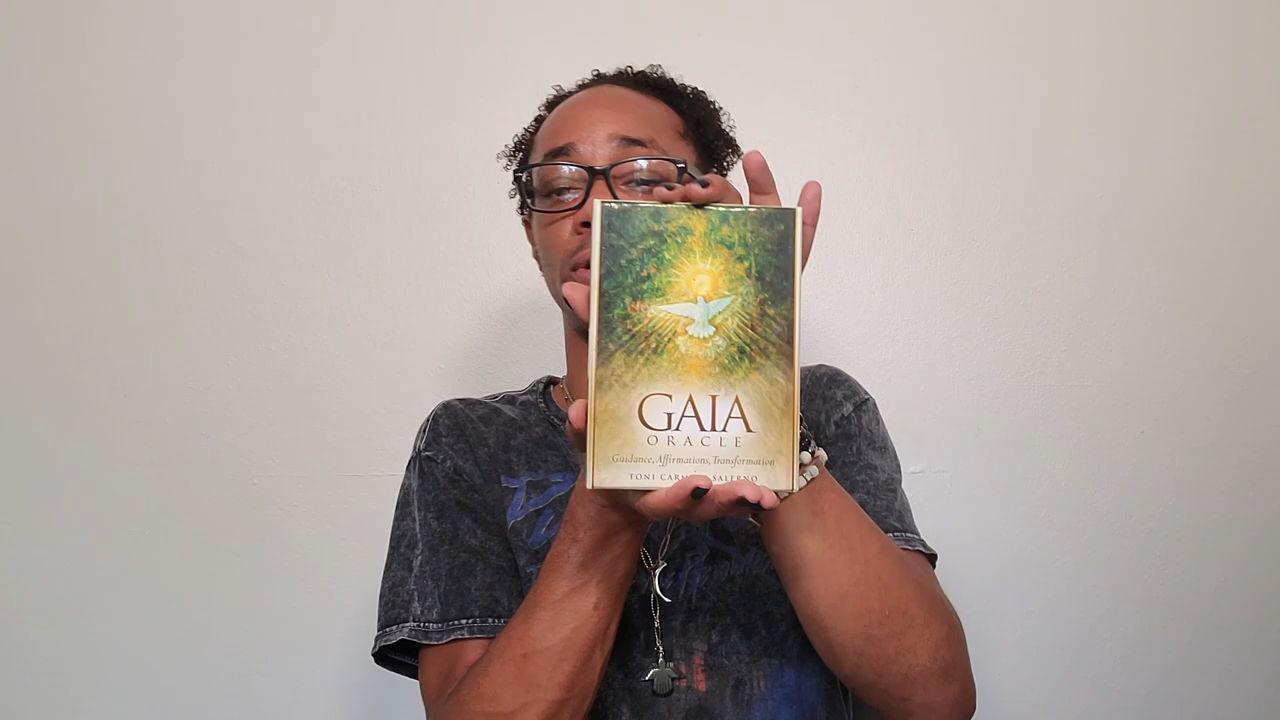 GAIA
ORACLE
Guidance, Affirmations, Transformation
TONI SALERNO